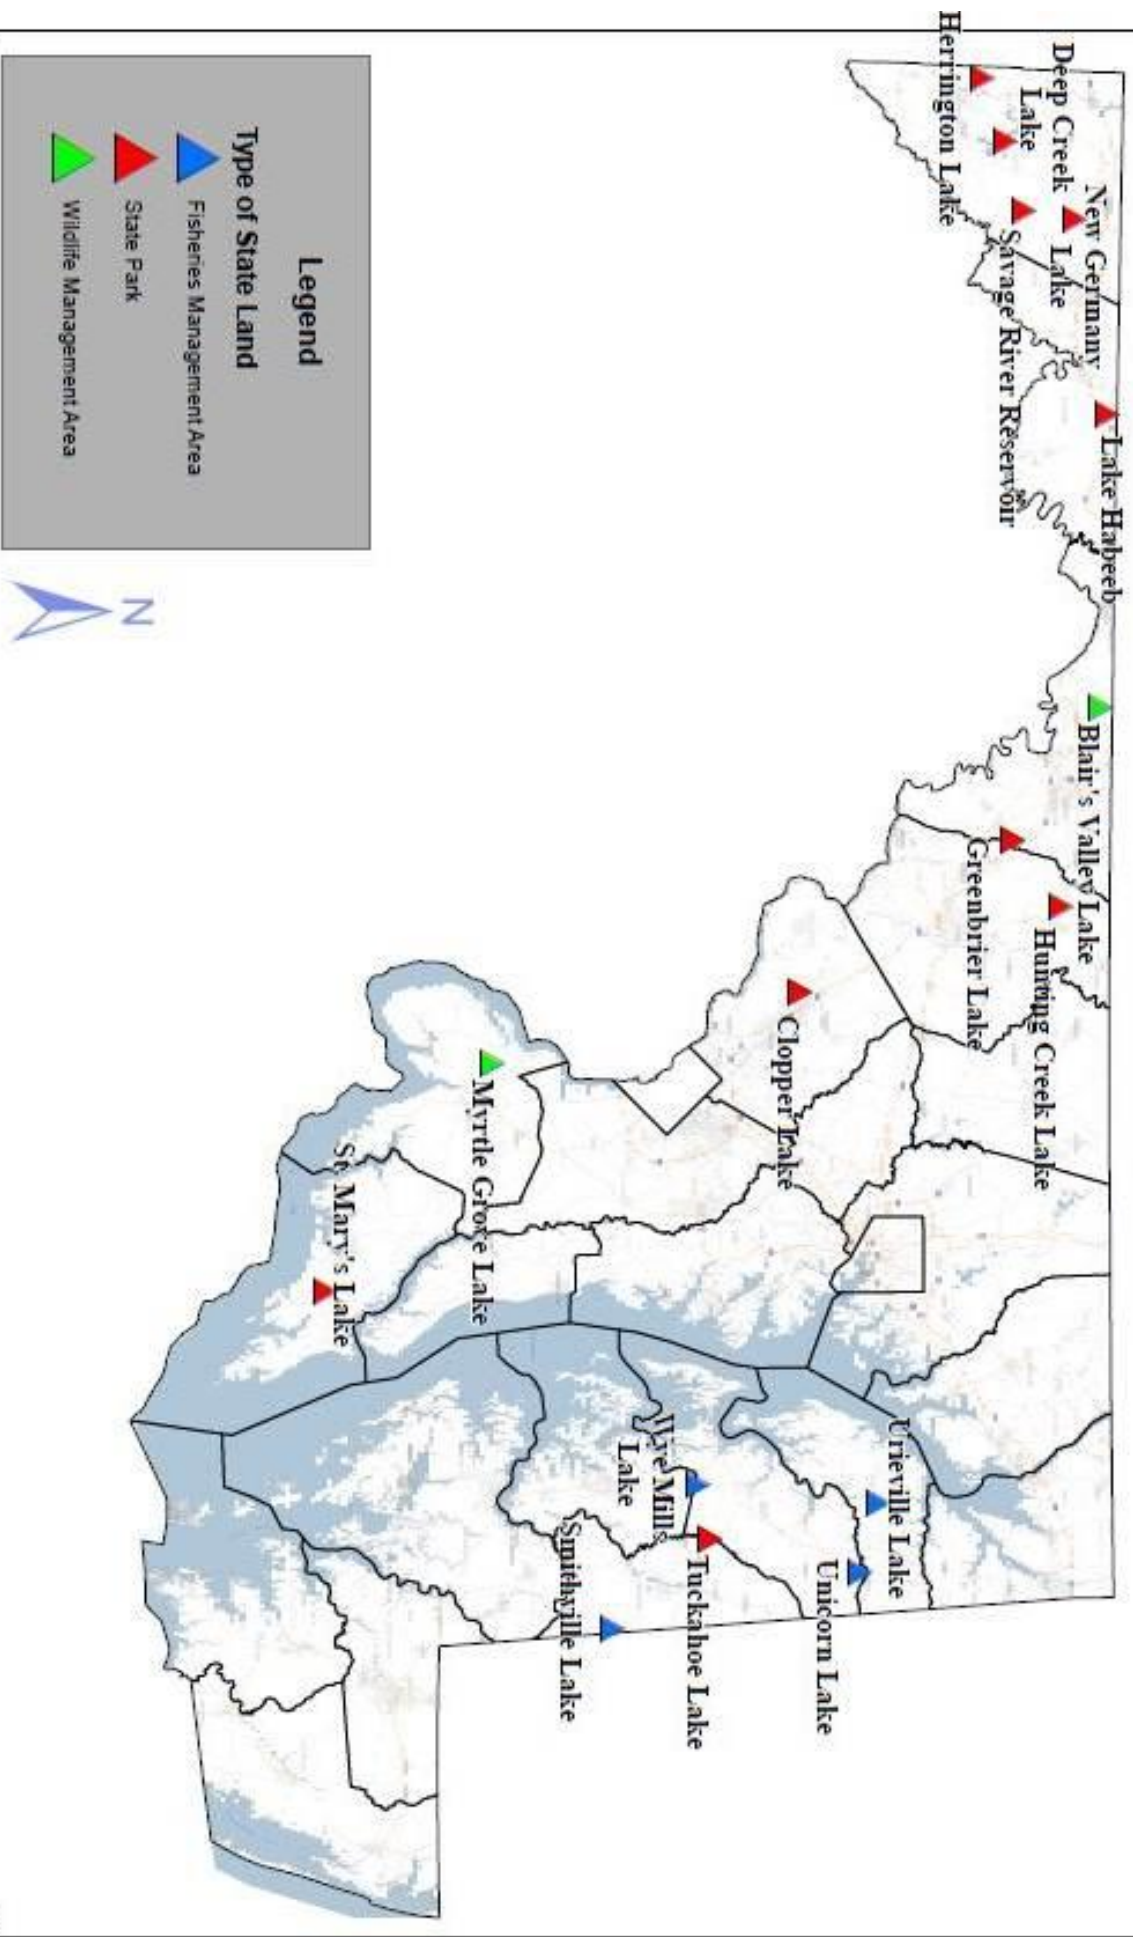 Herrington Lake
Deep Creek
Lake
New Germany
Lake
Savage River Reservoir
Lake Habeeb
Blair's Valley Lake
Greenbrier Lake
Hunting Creek Lake
Clopper Lake
Myrtle Grove Lake
St. Mary's Lake
Urieville Lake
Unicorn Lake
Wye Mills
Lake
Tuckahoe Lake
Smithville Lake
Legend
Type of State Land
Fisheries Management Area
State Park
Wildlife Management Area
N